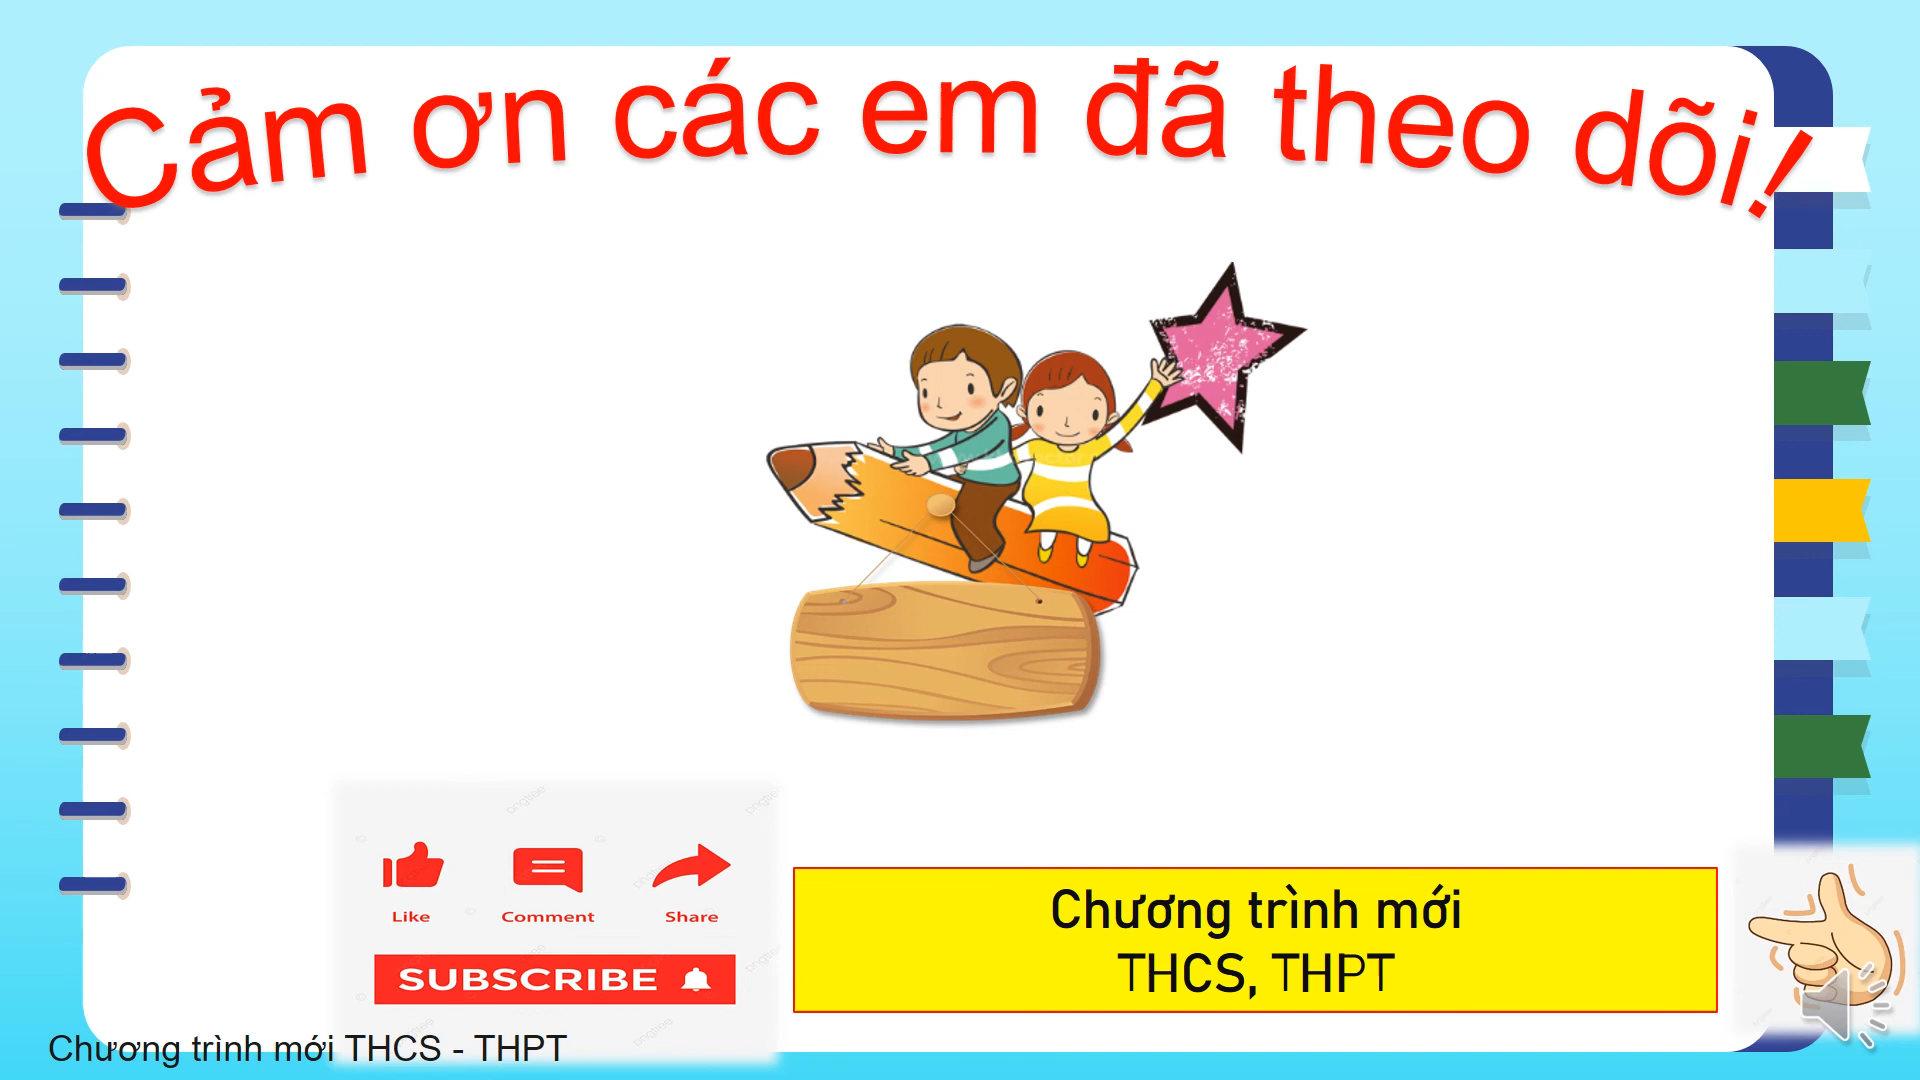 Cảm ơn các em đã theo dõi!
Like
Comment
Share
SUBSCRIBE
Chương trình mới
THCS, THPT
Chương trình mới THCS - THPT